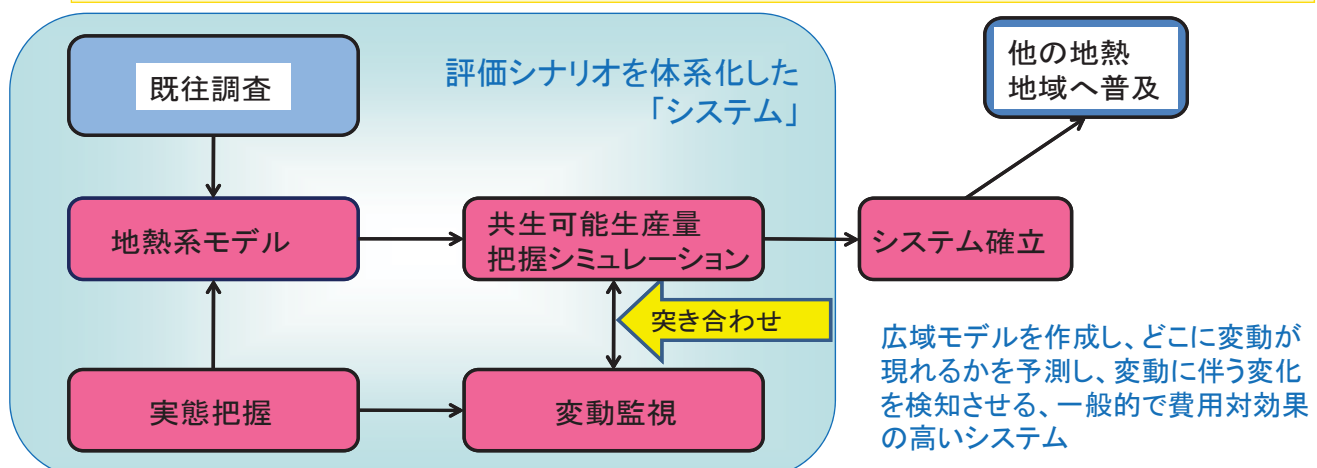 既往調査
評価シナリオを体系化した
「システム」
他の地熱
地域へ普及
地熱系モデル
共生可能生産量
把握シミュレーション
システム確立
突き合わせ
実態把握
変動監視
広域モデルを作成し、どこに変動が
現れるかを予測し、変動に伴う変化
を検知させる、一般的で費用対効果
の高いシステム